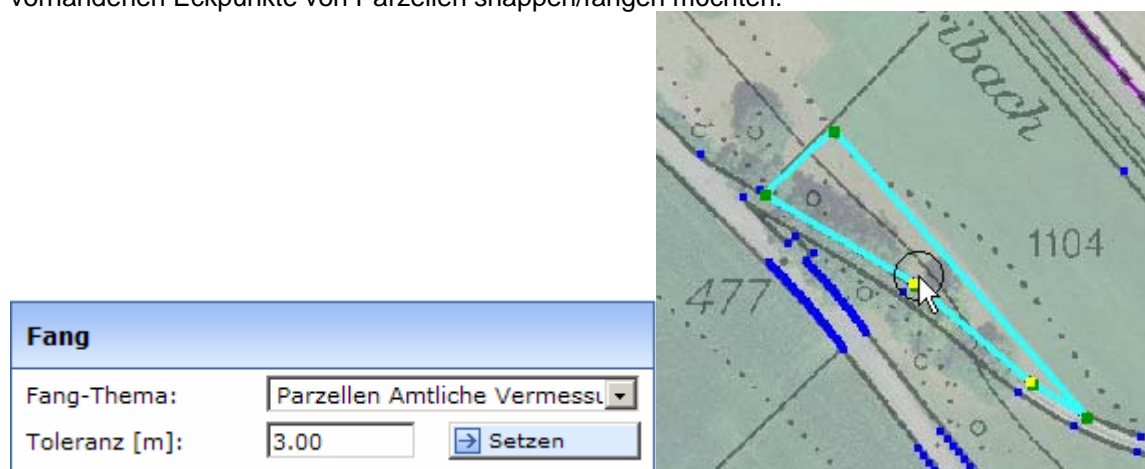 vorhandenen Eckpunkte von Parzellen snappen/fangen möchten.
ibach
1104
477
Fang
Fang-Thema:
Parzellen Amtliche Vermessu
Toleranz [m]:
3.00
Setzen